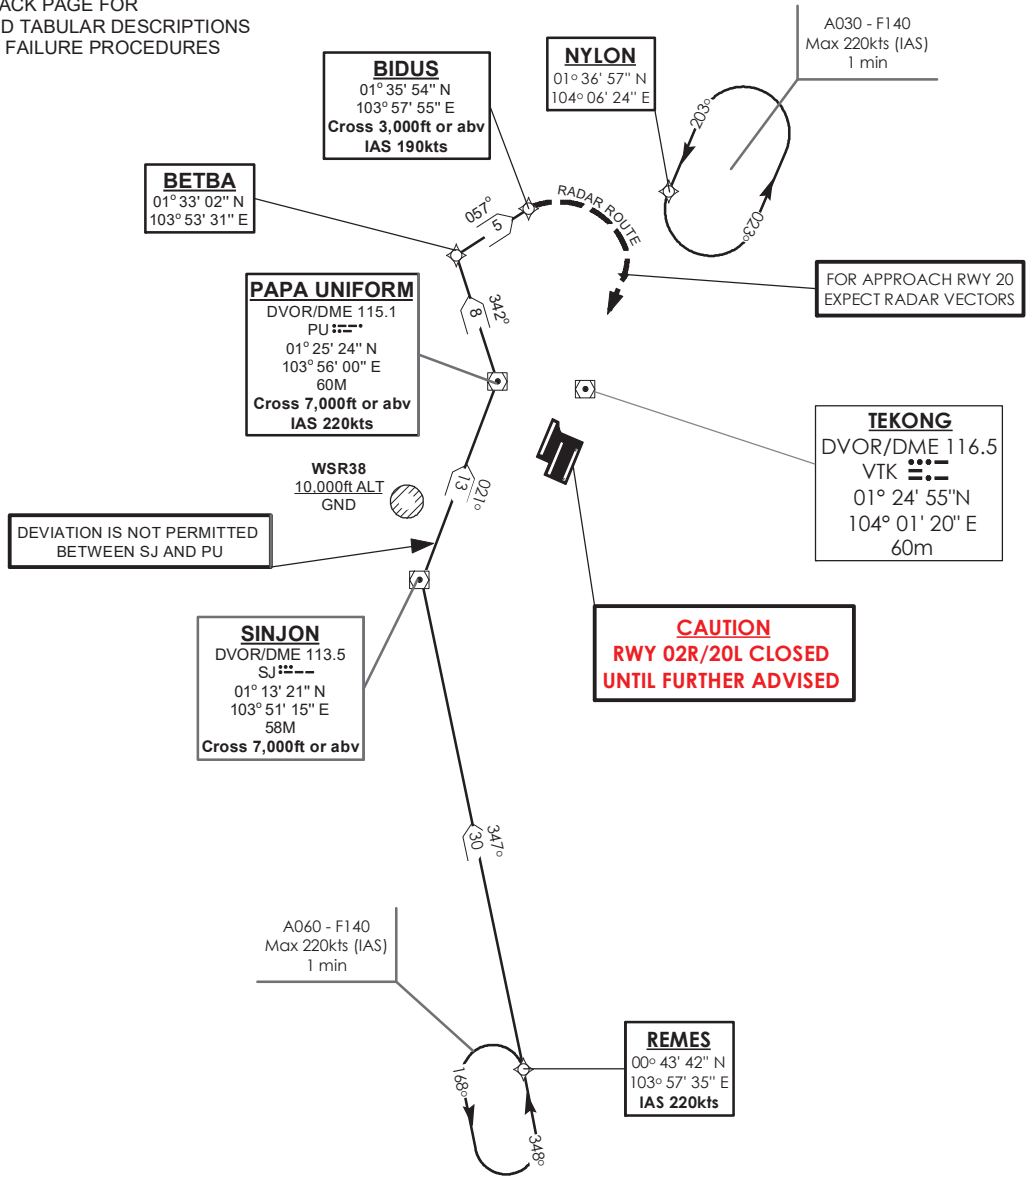 ACK PAGE FOR
D TABULAR DESCRIPTIONS
FAILURE PROCEDURES
A030 - F140
Max 220kts (IAS)
1 min
BIDUS
01° 35' 54" N
103° 57' 55" E
Cross 3,000ft or abv
IAS 190kts
NYLON
01° 36' 57" N
104° 06' 24" E
203°
023°
BETBA
01° 33' 02" N
103° 53' 31" E
057°
5
RADAR ROUTE
FOR APPROACH RWY 20
EXPECT RADAR VECTORS
PAPA UNIFORM
DVOR/DME 115.1
PU
01° 25' 24" N
103° 56' 00" E
60M
Cross 7,000ft or abv
IAS 220kts
342°
8
TEKONG
DVOR/DME 116.5
VTK
01° 24' 55"N
104° 01' 20" E
60m
WSR38
10,000ft ALT
GND
021°
13
DEVIATION IS NOT PERMITTED
BETWEEN SJ AND PU
SINJON
DVOR/DME 113.5
SJ
01° 13' 21" N
103° 51' 15" E
58M
Cross 7,000ft or abv
CAUTION
RWY 02R/20L CLOSED
UNTIL FURTHER ADVISED
347°
30
A060 - F140
Max 220kts (IAS)
1 min
REMES
00° 43' 42" N
103° 57' 35" E
IAS 220kts
168°
348°